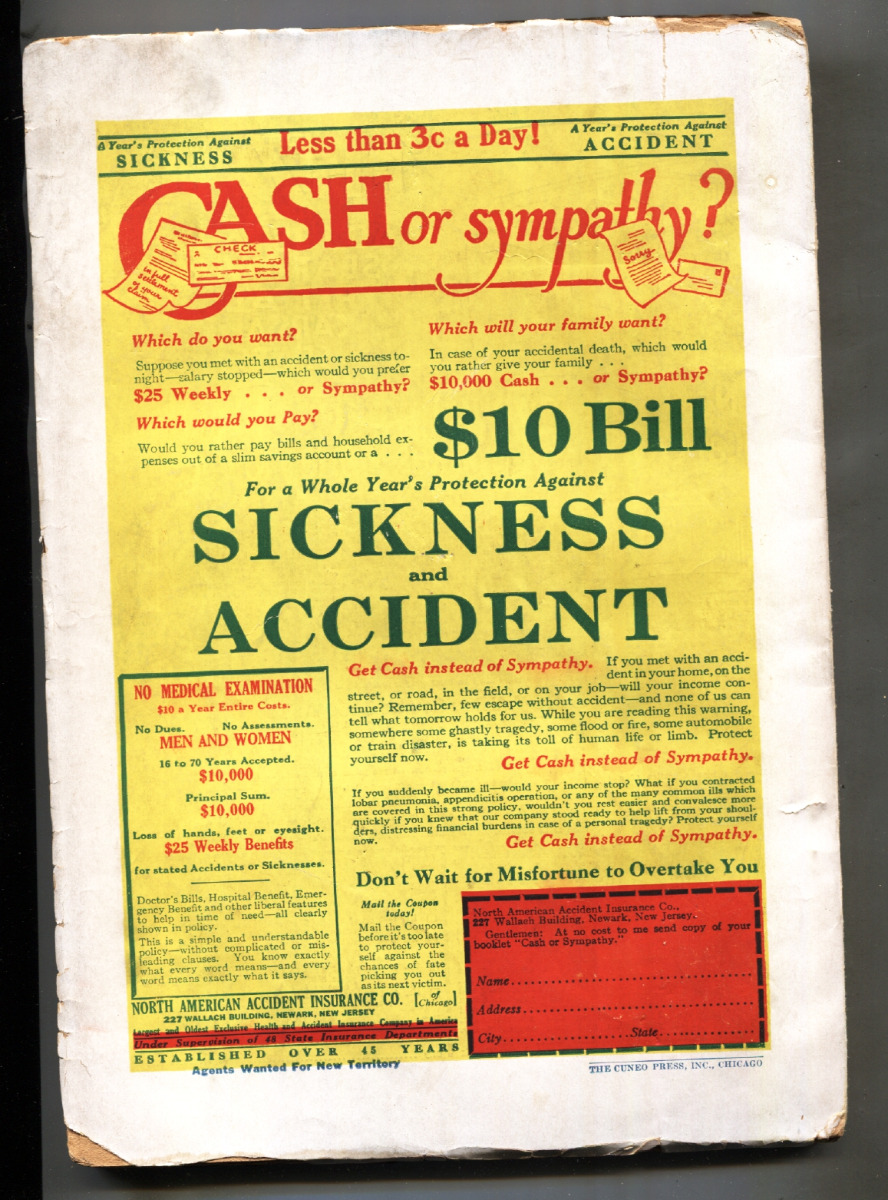 A Year's Protection Against
SICKNESS
Less than 3c a Day!
A Year's Protection Against
ACCIDENT
CASH or sympathy?
CHECK
in full
settlement
of your
claim
Sorry
Which do you want?
Suppose you met with an accident or sickness to-
night—salary stopped—which would you prefer
$25 Weekly . . . or Sympathy?
Which will your family want?
In case of your accidental death, which would
you rather give your family . . .
$10,000 Cash . . . or Sympathy?
Which would you Pay?
Would you rather pay bills and household ex-
penses out of a slim savings account or a . . .
$10 Bill
For a Whole Year's Protection Against
SICKNESS
and
ACCIDENT
NO MEDICAL EXAMINATION
$10 a Year Entire Costs.
No Dues. No Assessments.
MEN AND WOMEN
16 to 70 Years Accepted.
$10,000
Principal Sum.
$10,000
Loss of hands, feet or eyesight.
$25 Weekly Benefits
for stated Accidents or Sicknesses.
Doctor's Bills, Hospital Benefit, Emer-
gency Benefit and other liberal features
to help in time of need—all clearly
shown in policy.
This is a simple and understandable
policy—without complicated or mis-
leading clauses. You know exactly
what every word means—and every
word means exactly what it says.
Get Cash instead of Sympathy. If you met with an acci-
dent in your home, on the
street, or road, in the field, or on your job—will your income con-
tinue? Remember, few escape without accident—and none of us can
tell what tomorrow holds for us. While you are reading this warning,
somewhere some ghastly tragedy, some flood or fire, some automobile
or train disaster, is taking its toll of human life or limb. Protect
yourself now.
Get Cash instead of Sympathy.
If you suddenly became ill—would your income stop? What if you contracted
lobar pneumonia, appendicitis operation, or any of the many common ills which
are covered in this strong policy, wouldn't you rest easier and convalesce more
quickly if you knew that our company stood ready to help lift from your shoul-
ders, distressing financial burdens in case of a personal tragedy? Protect yourself
now.
Get Cash instead of Sympathy.
Don't Wait for Misfortune to Overtake You
Mail the Coupon
today!
Mail the Coupon
before it's too late
to protect your-
self against the
chances of fate
picking you out
as its next victim.
North American Accident Insurance Co.,
227 Wallach Building, Newark, New Jersey.
Gentlemen: At no cost to me send copy of your
booklet "Cash or Sympathy."
Name
Address
City State
NORTH AMERICAN ACCIDENT INSURANCE CO. [of Chicago]
227 WALLACH BUILDING, NEWARK, NEW JERSEY
Largest and Oldest Exclusive Health and Accident Insurance Company in America
Under Supervision of 48 State Insurance Departments
ESTABLISHED OVER 45 YEARS
Agents Wanted For New Territory
THE CUNEO PRESS, INC., CHICAGO